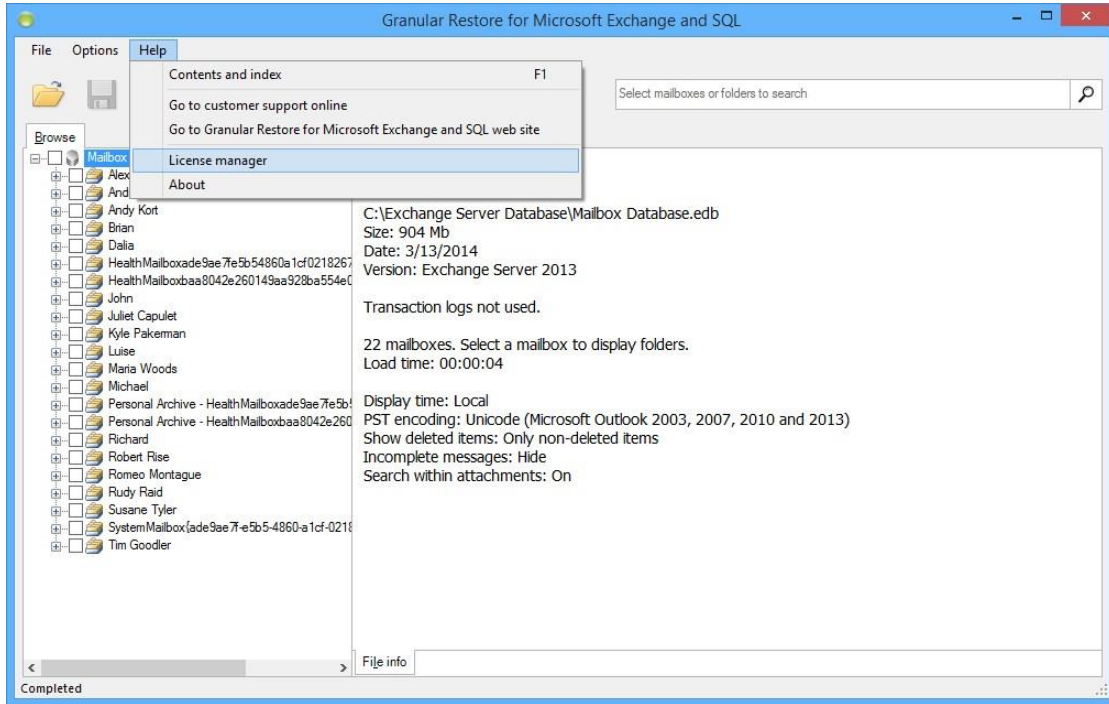 Granular Restore for Microsoft Exchange and SQL
File Options Help
Contents and index F1
Go to customer support online
Go to Granular Restore for Microsoft Exchange and SQL web site
License manager
About
Select mailboxes or folders to search
Browse
Mailbox
Alex
And
Andy Kort
Brian
Dalia
HealthMailboxade9ae7fe5b54860a1cf0218267
HealthMailboxbaa8042e260149aa928ba554e0
John
Juliet Capulet
Kyle Pakerman
Luise
Maria Woods
Michael
Personal Archive - HealthMailboxade9ae7fe5b5
Personal Archive - HealthMailboxbaa8042e260
Richard
Robert Rise
Romeo Montague
Rudy Raid
Susane Tyler
SystemMailbox{ade9ae7f-e5b5-4860-a1cf-0218
Tim Goodler
C:\Exchange Server Database\Mailbox Database.edb
Size: 904 Mb
Date: 3/13/2014
Version: Exchange Server 2013
Transaction logs not used.
22 mailboxes. Select a mailbox to display folders.
Load time: 00:00:04
Display time: Local
PST encoding: Unicode (Microsoft Outlook 2003, 2007, 2010 and 2013)
Show deleted items: Only non-deleted items
Incomplete messages: Hide
Search within attachments: On
File info
Completed